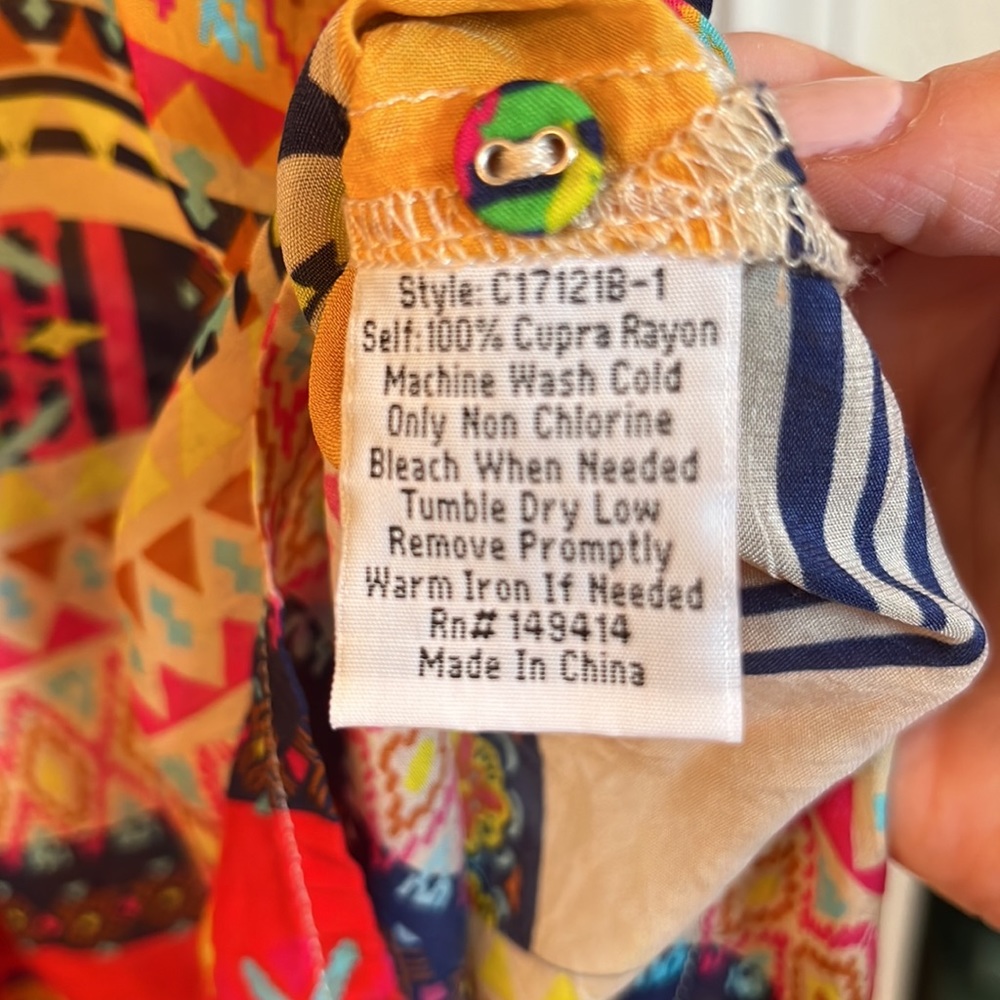 Style: C171218-1
Self:100% Cupra Rayon
Machine Wash Cold
Only Non Chlorine
Bleach When Needed
Tumble Dry Low
Remove Promptly
Warm Iron If Needed
Rn# 149414
Made In China